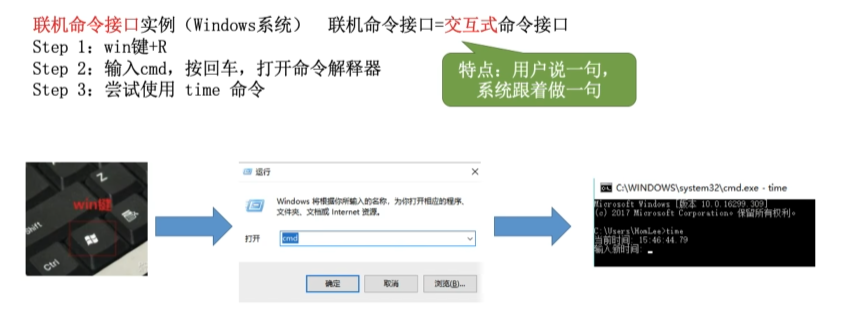 联机命令接口实例（Windows系统） 联机命令接口=交互式命令接口
Step 1：win键+R
Step 2：输入cmd，按回车，打开命令解释器
Step 3：尝试使用 time 命令
特点：用户说一句，
系统跟着做一句
Z
win键
Shift
Ctrl
运行
Windows 将根据你所输入的名称，为你打开相应的程序、
文件夹、文档或 Internet 资源。
打开
cmd
确定 取消 浏览(B)...
C:\WINDOWS\system32\cmd.exe - time
Microsoft Windows [版本 10.0.16299.309]
(c) 2017 Microsoft Corporation。保留所有权利。
C:\Users\HomLee>time
当前时间: 15:46:44.79
输入新时间: